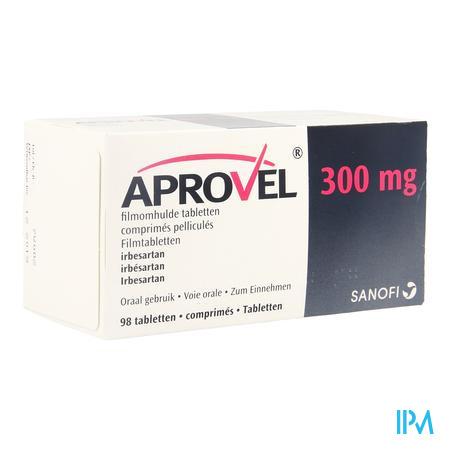 APROVEL®
300 mg
filmomhulde tabletten
comprimés pelliculés
Filmtabletten
irbesartan
irbésartan
Irbesartan
Oraal gebruik • Voie orale • Zum Einnehmen
98 tabletten • comprimés • Tabletten
SANOFI
IPM